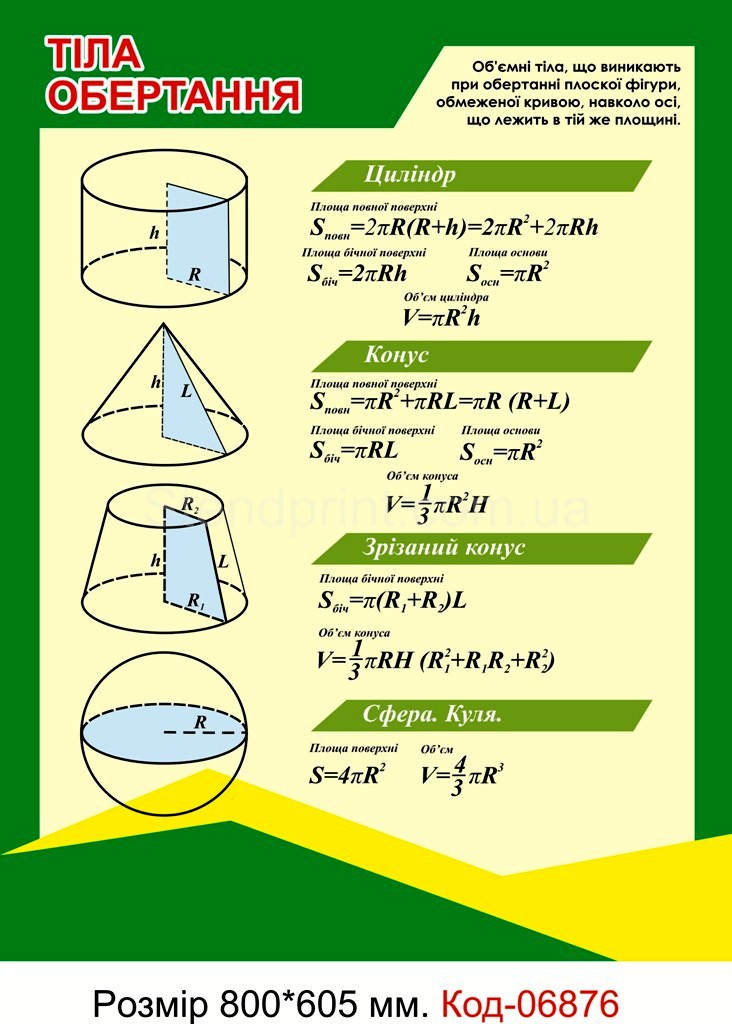 ТІЛА
ОБЕРТАННЯ
Об'ємні тіла, що виникають
при обертанні плоскої фігури,
обмеженої кривою, навколо осі,
що лежить в тій же площині.
Циліндр
Площа повної поверхні
Sповн=2πR(R+h)=2πR²+2πRh
Площа бічної поверхні Площа основи
Sбіч=2πRh Sосн=πR²
Об'єм циліндра
V=πR²h
h
R
Конус
Площа повної поверхні
Sповн=πR²+πRL=πR (R+L)
Площа бічної поверхні Площа основи
Sбіч=πRL Sосн=πR²
Об'єм конуса
V=1/3πR²H
h
L
Stendprint.com.ua
Зрізаний конус
Площа бічної поверхні
Sбіч=π(R₁+R₂)L
Об'єм конуса
V=1/3πRH (R₁²+R₁R₂+R₂²)
R₂
h
L
R₁
Сфера. Куля.
Площа поверхні Об'єм
S=4πR² V=4/3πR³
R
Розмір 800*605 мм. Код-06876